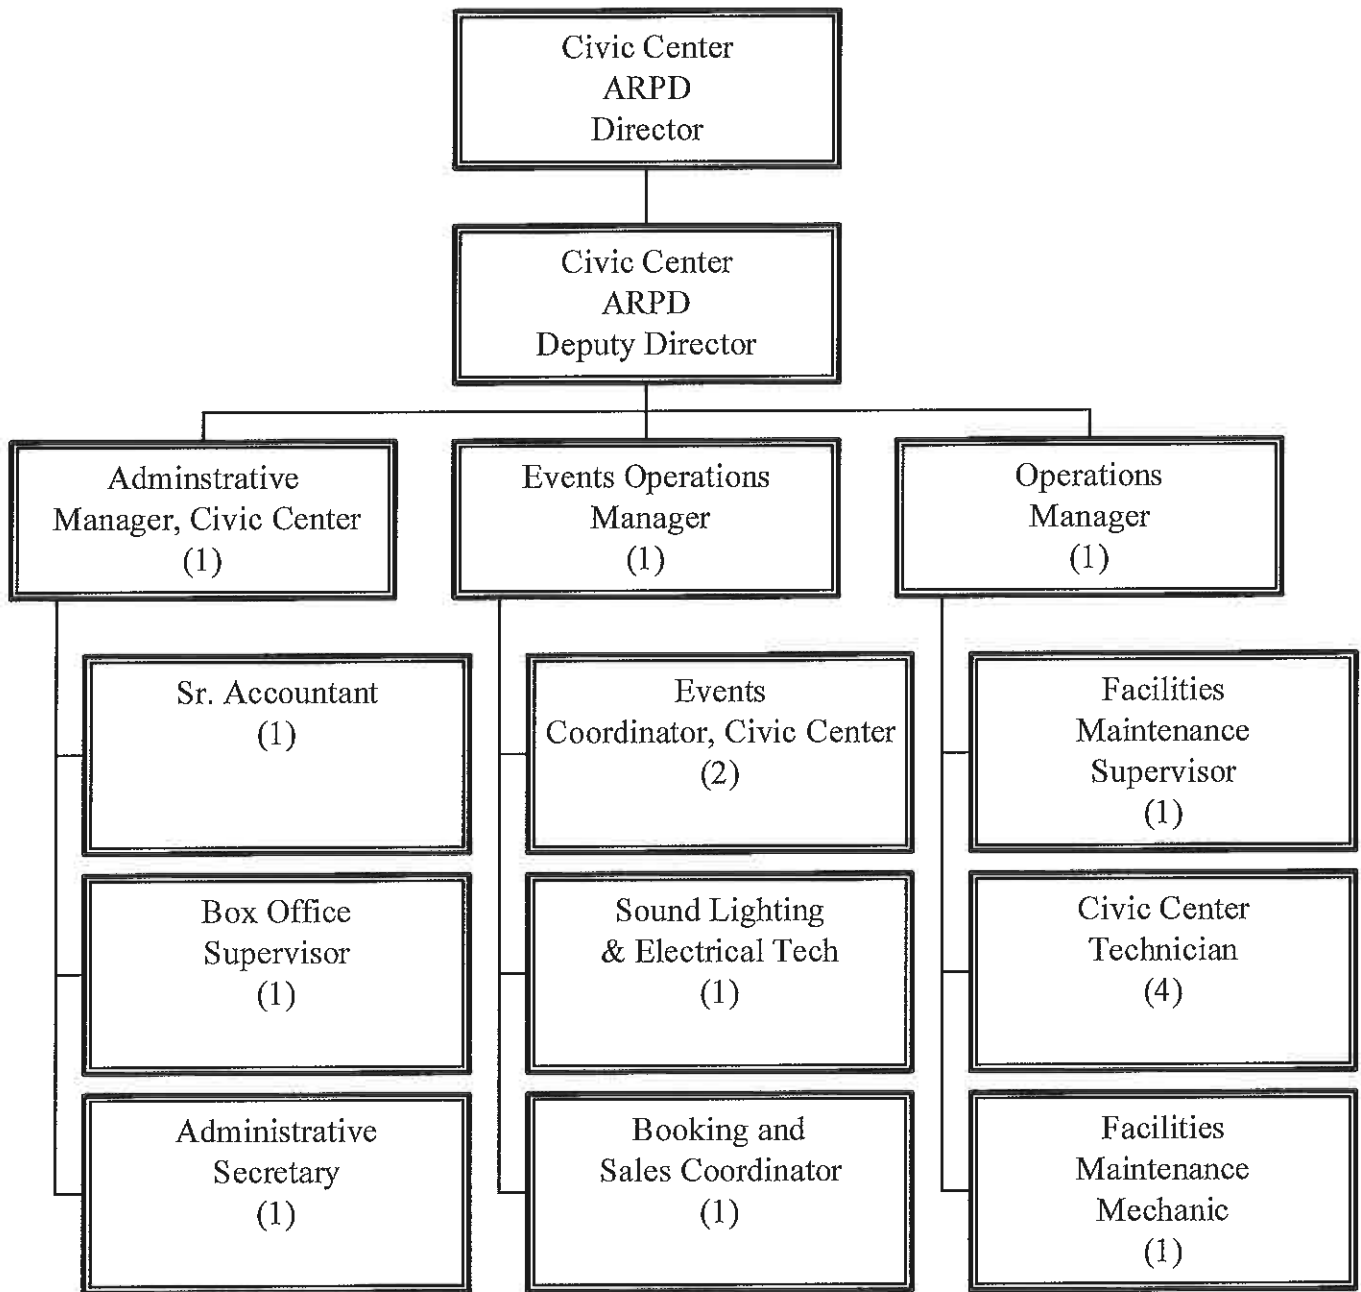 Civic Center
ARPD
Director
Civic Center
ARPD
Deputy Director
Adminstrative
Manager, Civic Center
(1)
Events Operations
Manager
(1)
Operations
Manager
(1)
Sr. Accountant
(1)
Events
Coordinator, Civic Center
(2)
Facilities
Maintenance
Supervisor
(1)
Box Office
Supervisor
(1)
Sound Lighting
& Electrical Tech
(1)
Civic Center
Technician
(4)
Administrative
Secretary
(1)
Booking and
Sales Coordinator
(1)
Facilities
Maintenance
Mechanic
(1)